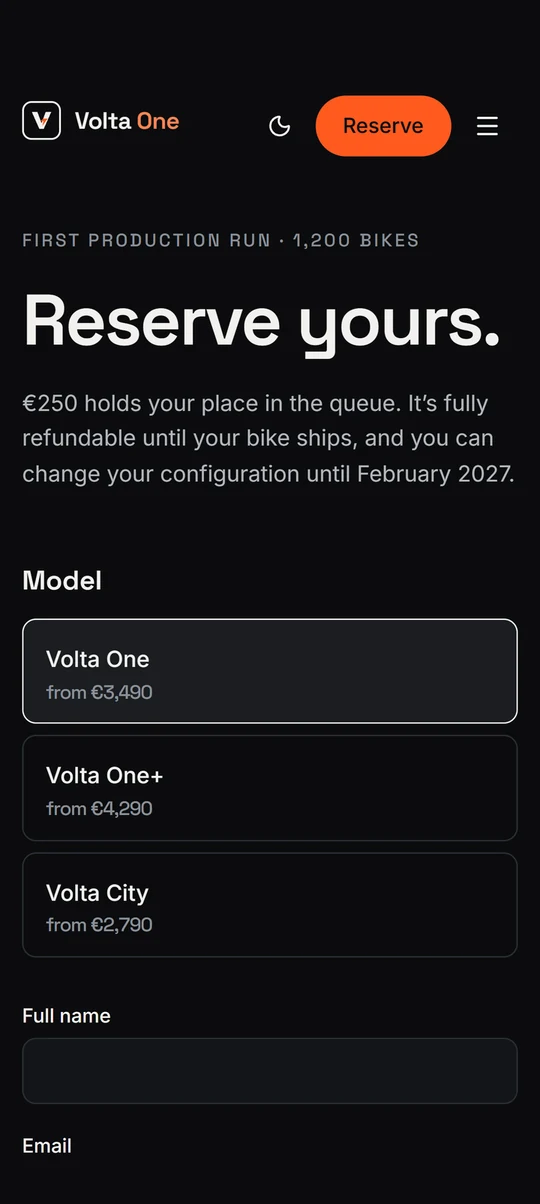 V Volta One
Reserve
FIRST PRODUCTION RUN · 1,200 BIKES
Reserve yours.
€250 holds your place in the queue. It’s fully
refundable until your bike ships, and you can
change your configuration until February 2027.
Model
Volta One
from €3,490
Volta One+
from €4,290
Volta City
from €2,790
Full name
Email